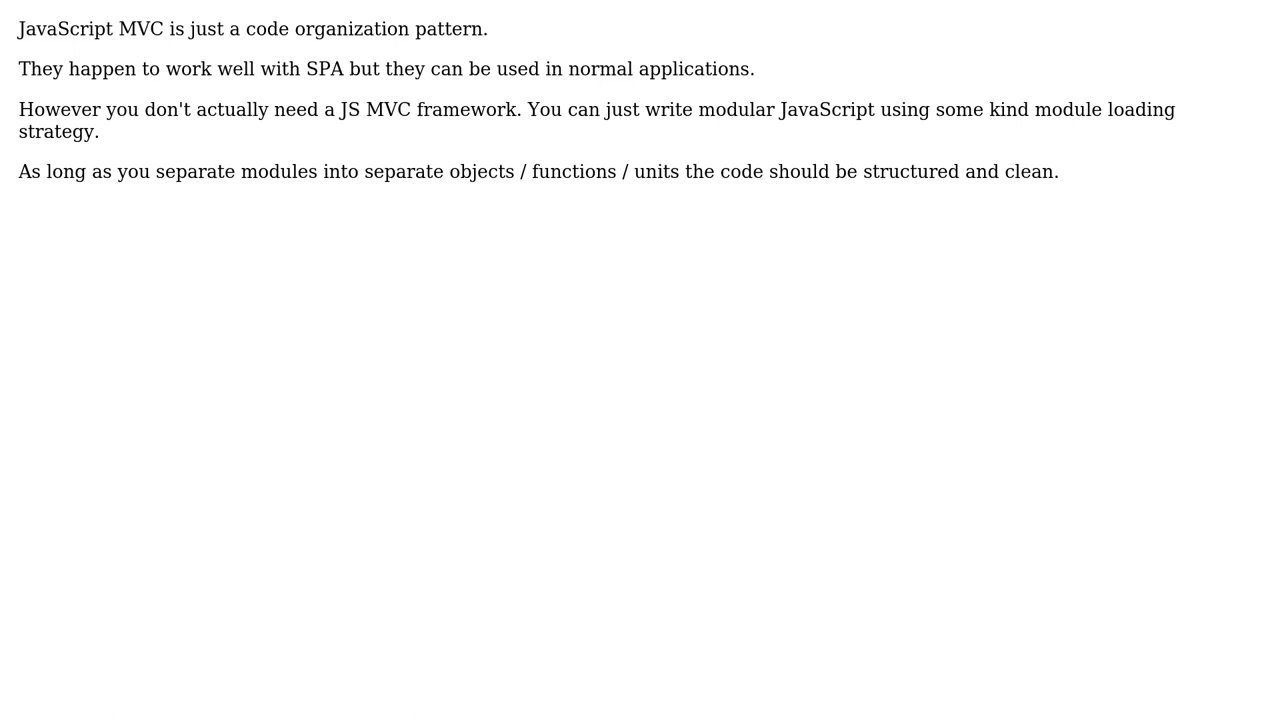 JavaScript MVC is just a code organization pattern.
They happen to work well with SPA but they can be used in normal applications.
However you don't actually need a JS MVC framework. You can just write modular JavaScript using some kind module loading
strategy.
As long as you separate modules into separate objects / functions / units the code should be structured and clean.